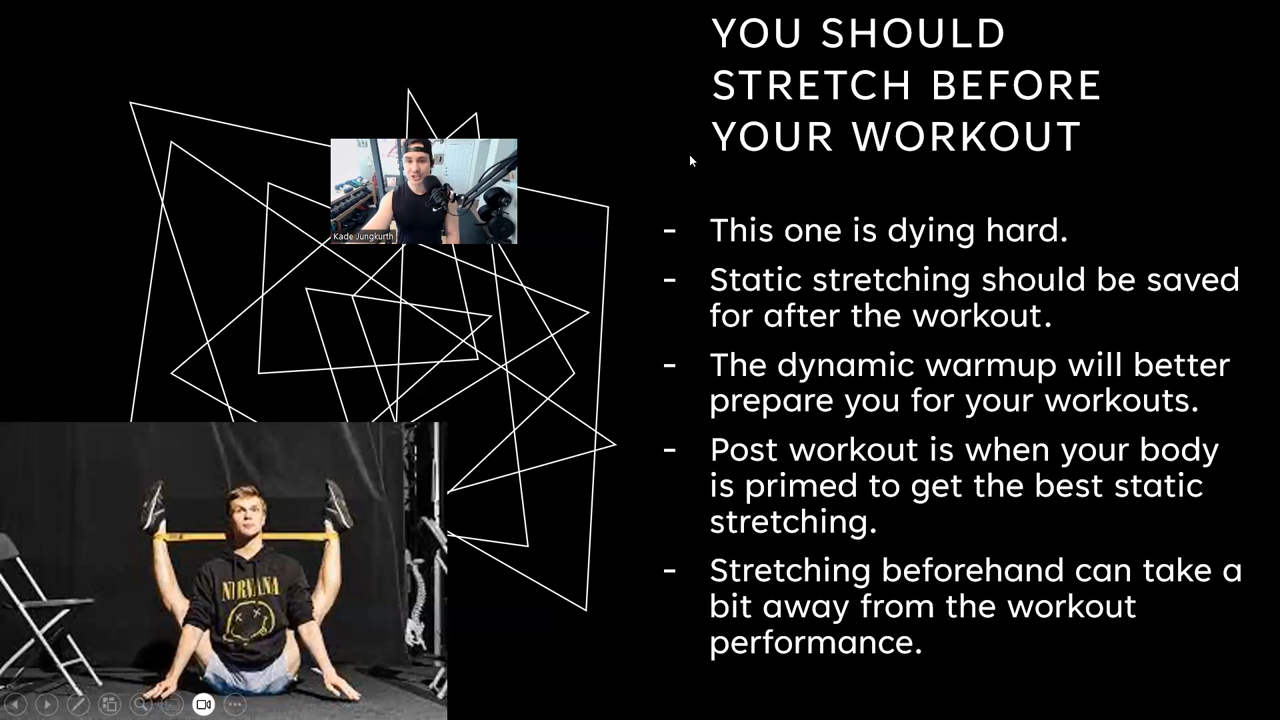 YOU SHOULD
STRETCH BEFORE
YOUR WORKOUT
Kade Jungkurth
- This one is dying hard.
- Static stretching should be saved
for after the workout.
- The dynamic warmup will better
prepare you for your workouts.
- Post workout is when your body
is primed to get the best static
stretching.
- Stretching beforehand can take a
bit away from the workout
performance.
NIRVANA